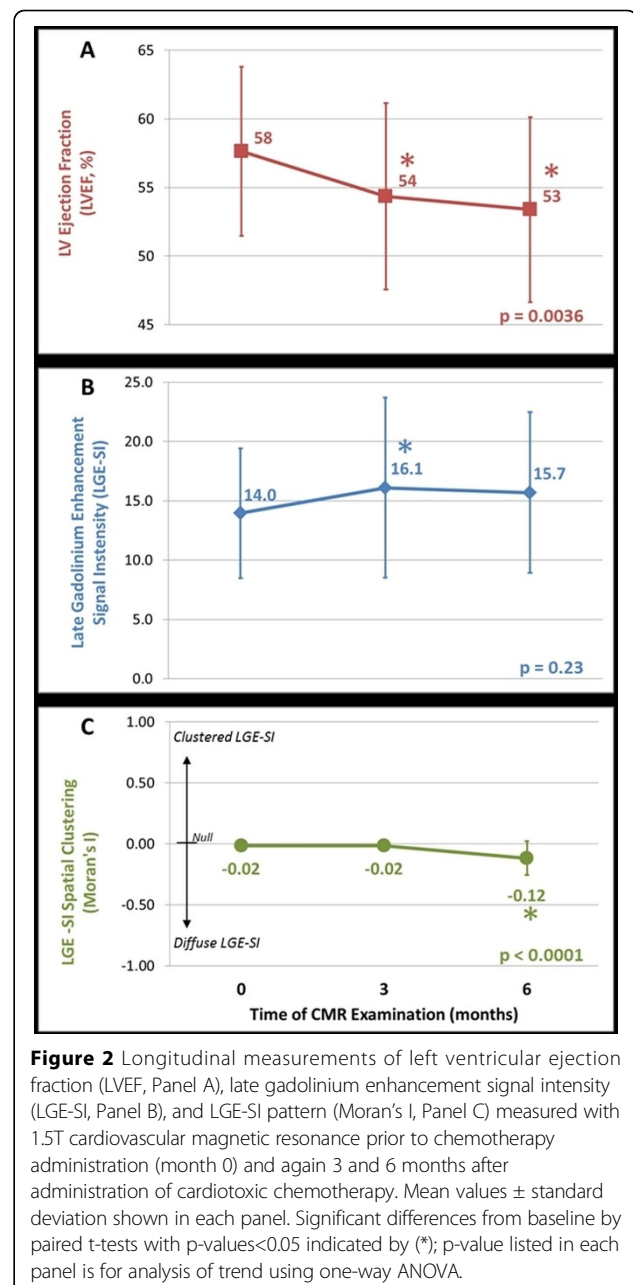 A
65
60
55
50
45
LV Ejection Fraction
(LVEF, %)
58
*
54
*
53
p = 0.0036
B
25.0
20.0
15.0
10.0
5.0
0.0
Late Gadolinium Enhancement
Signal Instensity (LGE-SI)
14.0
*
16.1
15.7
p = 0.23
C
1.00
0.50
0.00
-0.50
-1.00
LGE -SI Spatial Clustering
(Moran's I)
Clustered LGE-SI
Null
Diffuse LGE-SI
-0.02
-0.02
-0.12
*
p < 0.0001
0 3 6
Time of CMR Examination (months)
Figure 2 Longitudinal measurements of left ventricular ejection
fraction (LVEF, Panel A), late gadolinium enhancement signal intensity
(LGE-SI, Panel B), and LGE-SI pattern (Moran's I, Panel C) measured with
1.5T cardiovascular magnetic resonance prior to chemotherapy
administration (month 0) and again 3 and 6 months after
administration of cardiotoxic chemotherapy. Mean values ± standard
deviation shown in each panel. Significant differences from baseline by
paired t-tests with p-values<0.05 indicated by (*); p-value listed in each
panel is for analysis of trend using one-way ANOVA.